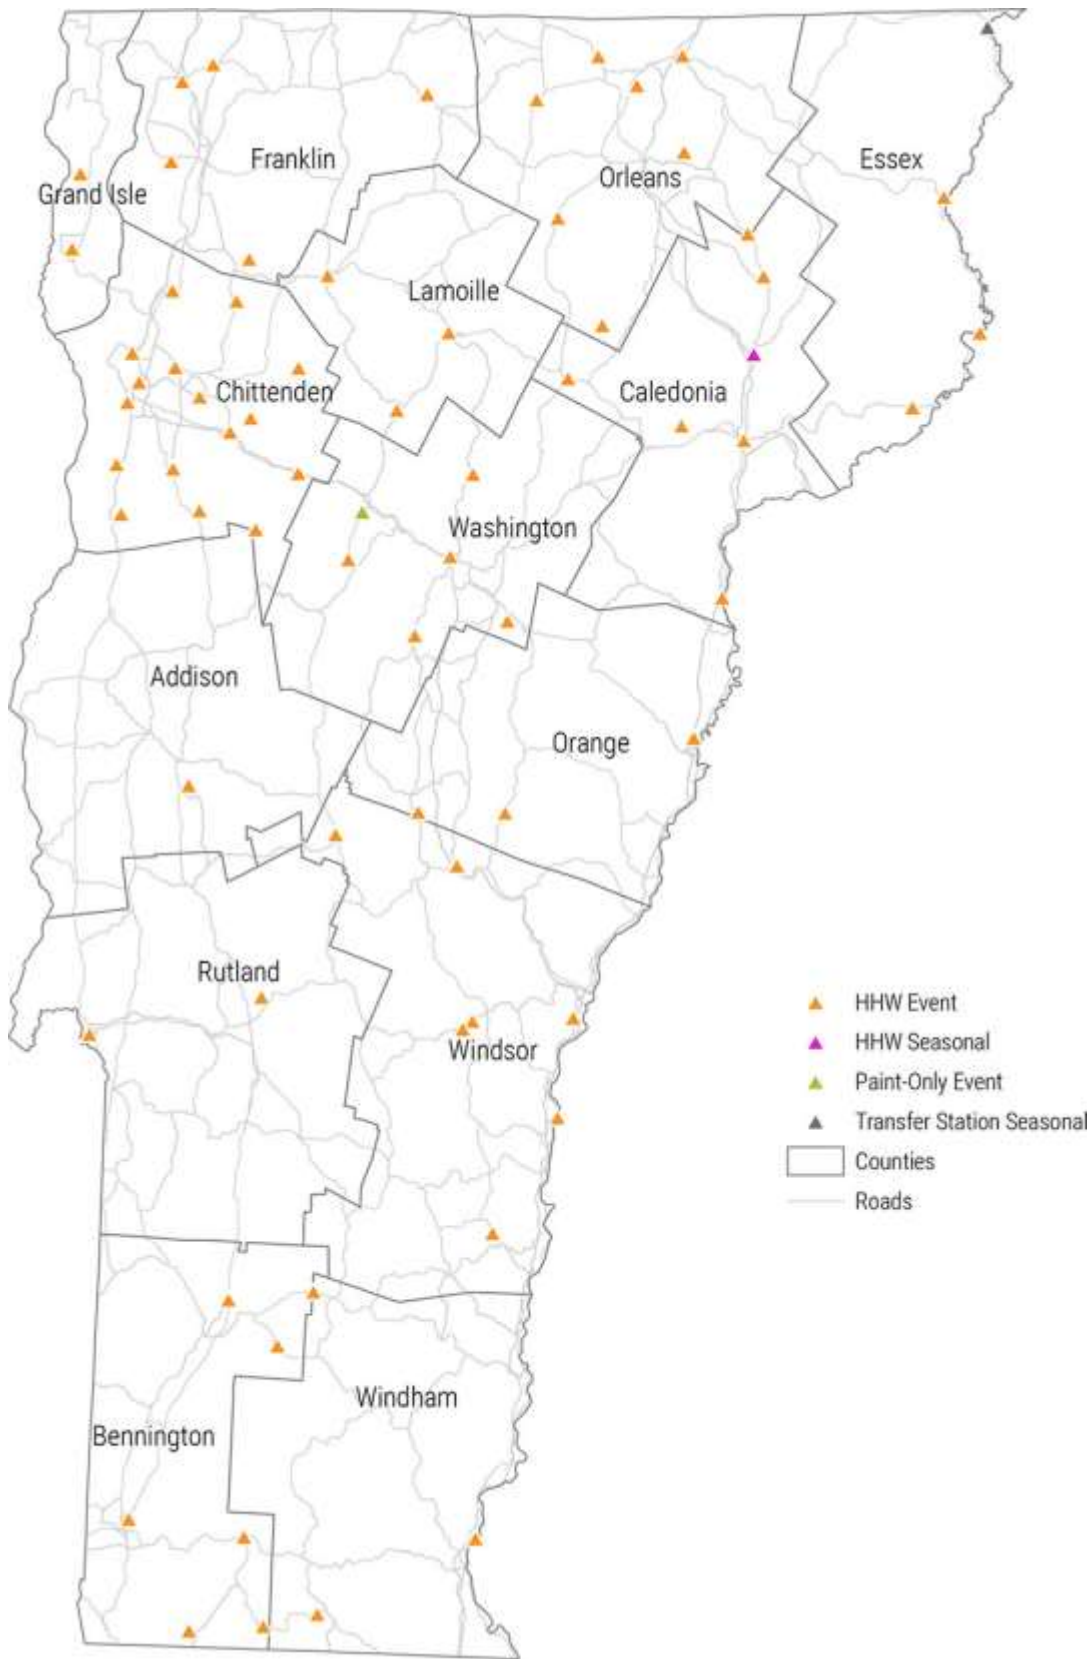 Franklin
Essex
Orleans
Grand Isle
Lamoille
Chittenden
Caledonia
Washington
Addison
Orange
Rutland
Windsor
HHW Event
HHW Seasonal
Paint-Only Event
Transfer Station Seasonal
Counties
Roads
Windham
Bennington